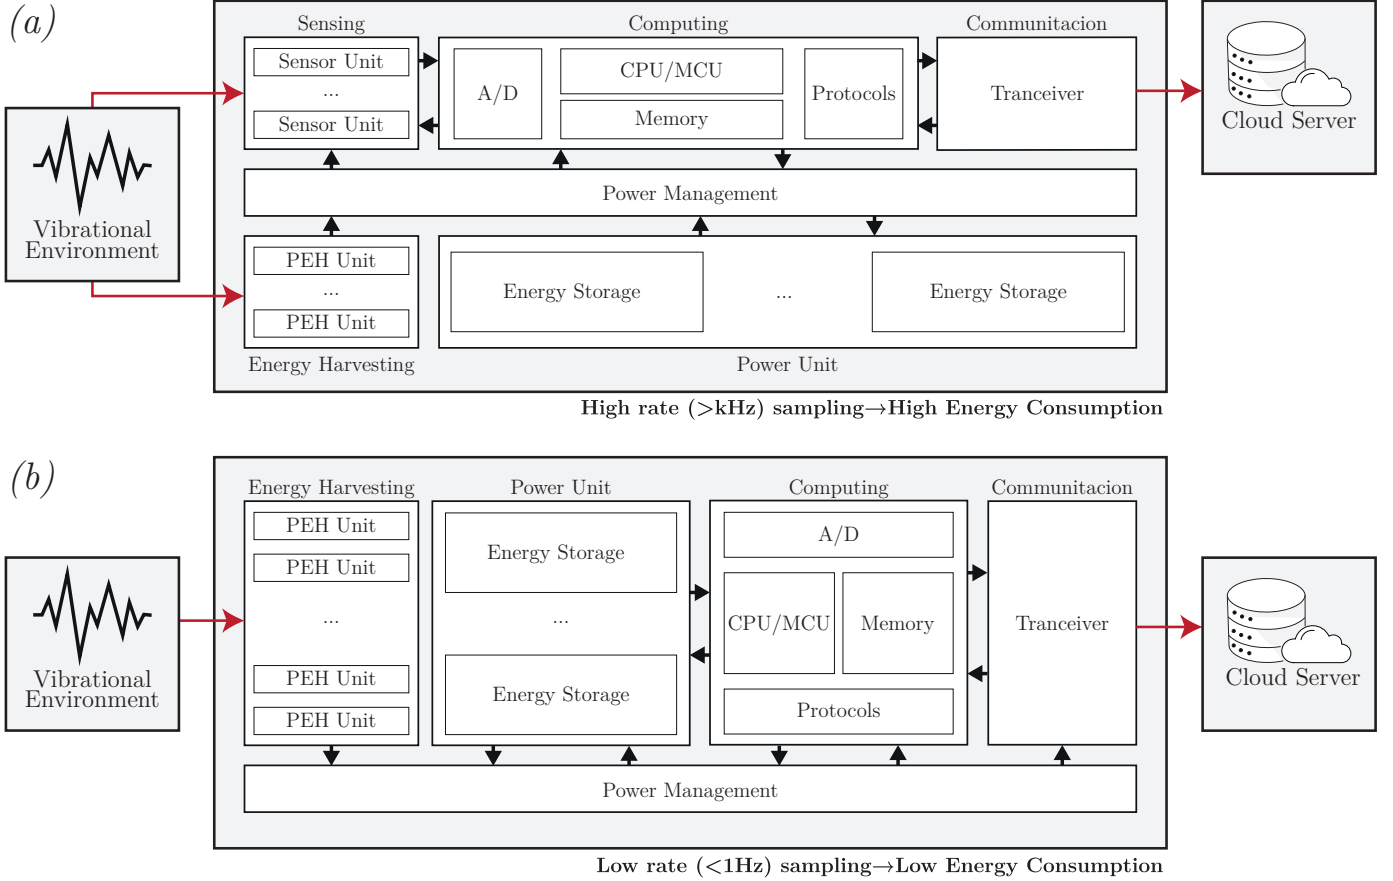 (a)
Sensing
Computing
Communitacion
Sensor Unit
...
Sensor Unit
A/D
CPU/MCU
Memory
Protocols
Tranceiver
Cloud Server
Vibrational
Environment
Power Management
PEH Unit
...
PEH Unit
Energy Storage
...
Energy Storage
Energy Harvesting
Power Unit
High rate (>kHz) sampling→High Energy Consumption
(b)
Energy Harvesting
Power Unit
Computing
Communitacion
PEH Unit
PEH Unit
...
PEH Unit
PEH Unit
Energy Storage
...
Energy Storage
A/D
CPU/MCU
Memory
Protocols
Tranceiver
Cloud Server
Vibrational
Environment
Power Management
Low rate (<1Hz) sampling→Low Energy Consumption